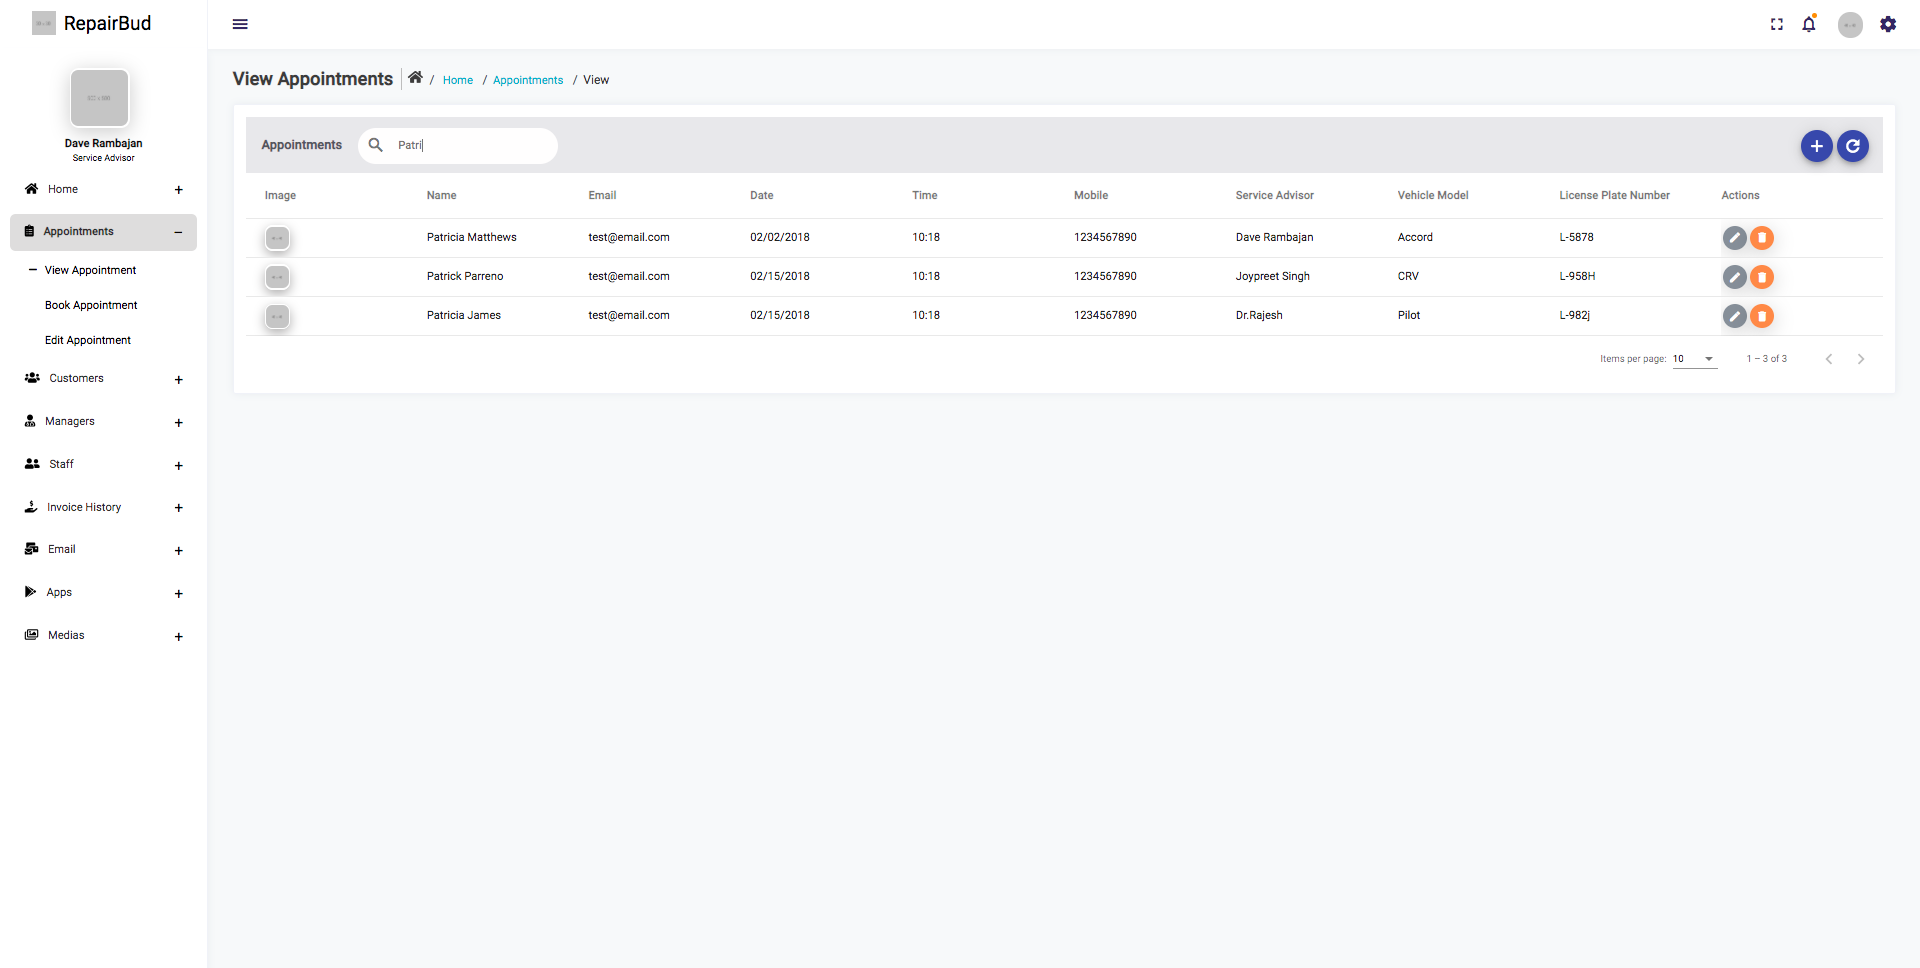 RepairBud
Dave Rambajan
Service Advisor
Home +
Appointments –
– View Appointment
Book Appointment
Edit Appointment
Customers +
Managers +
Staff +
Invoice History +
Email +
Apps +
Medias +
View Appointments / Home / Appointments / View
Appointments Patri
Image Name Email Date Time Mobile Service Advisor Vehicle Model License Plate Number Actions
Patricia Matthews test@email.com 02/02/2018 10:18 1234567890 Dave Rambajan Accord L-5878
Patrick Parreno test@email.com 02/15/2018 10:18 1234567890 Joypreet Singh CRV L-958H
Patricia James test@email.com 02/15/2018 10:18 1234567890 Dr.Rajesh Pilot L-982j
Items per page: 10 1 – 3 of 3